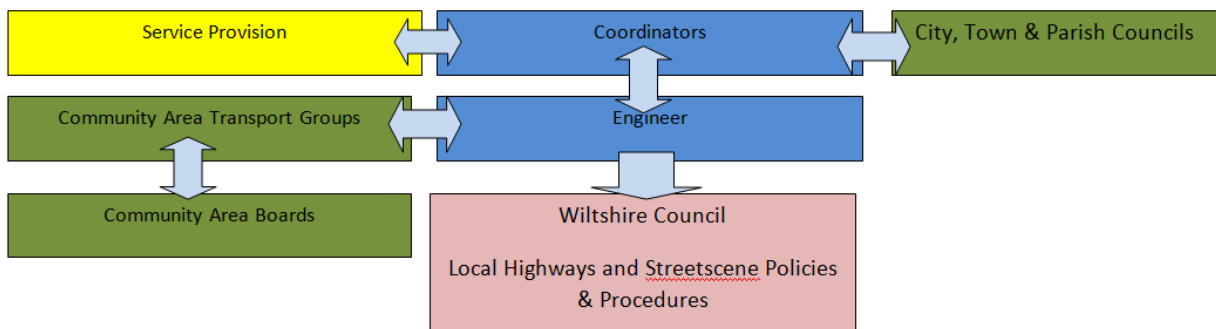 Service Provision
Coordinators
City, Town & Parish Councils
Community Area Transport Groups
Engineer
Community Area Boards
Wiltshire Council
Local Highways and Streetscene Policies
& Procedures